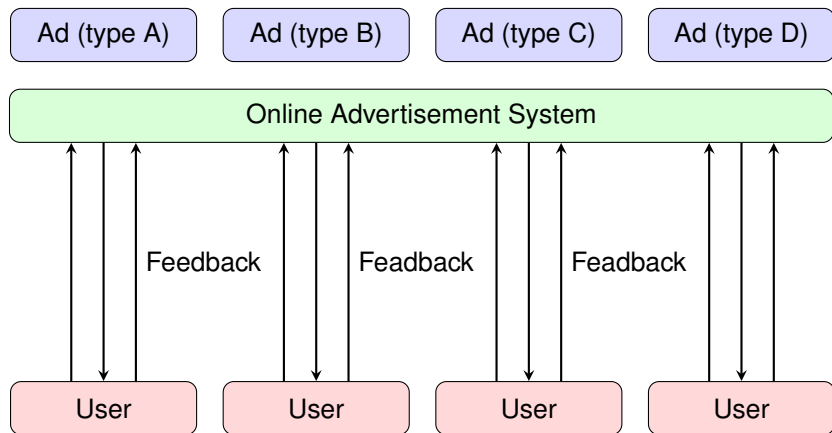 Ad (type A) Ad (type B) Ad (type C) Ad (type D)
Online Advertisement System
Feedback Feadback Feadback
User User User User